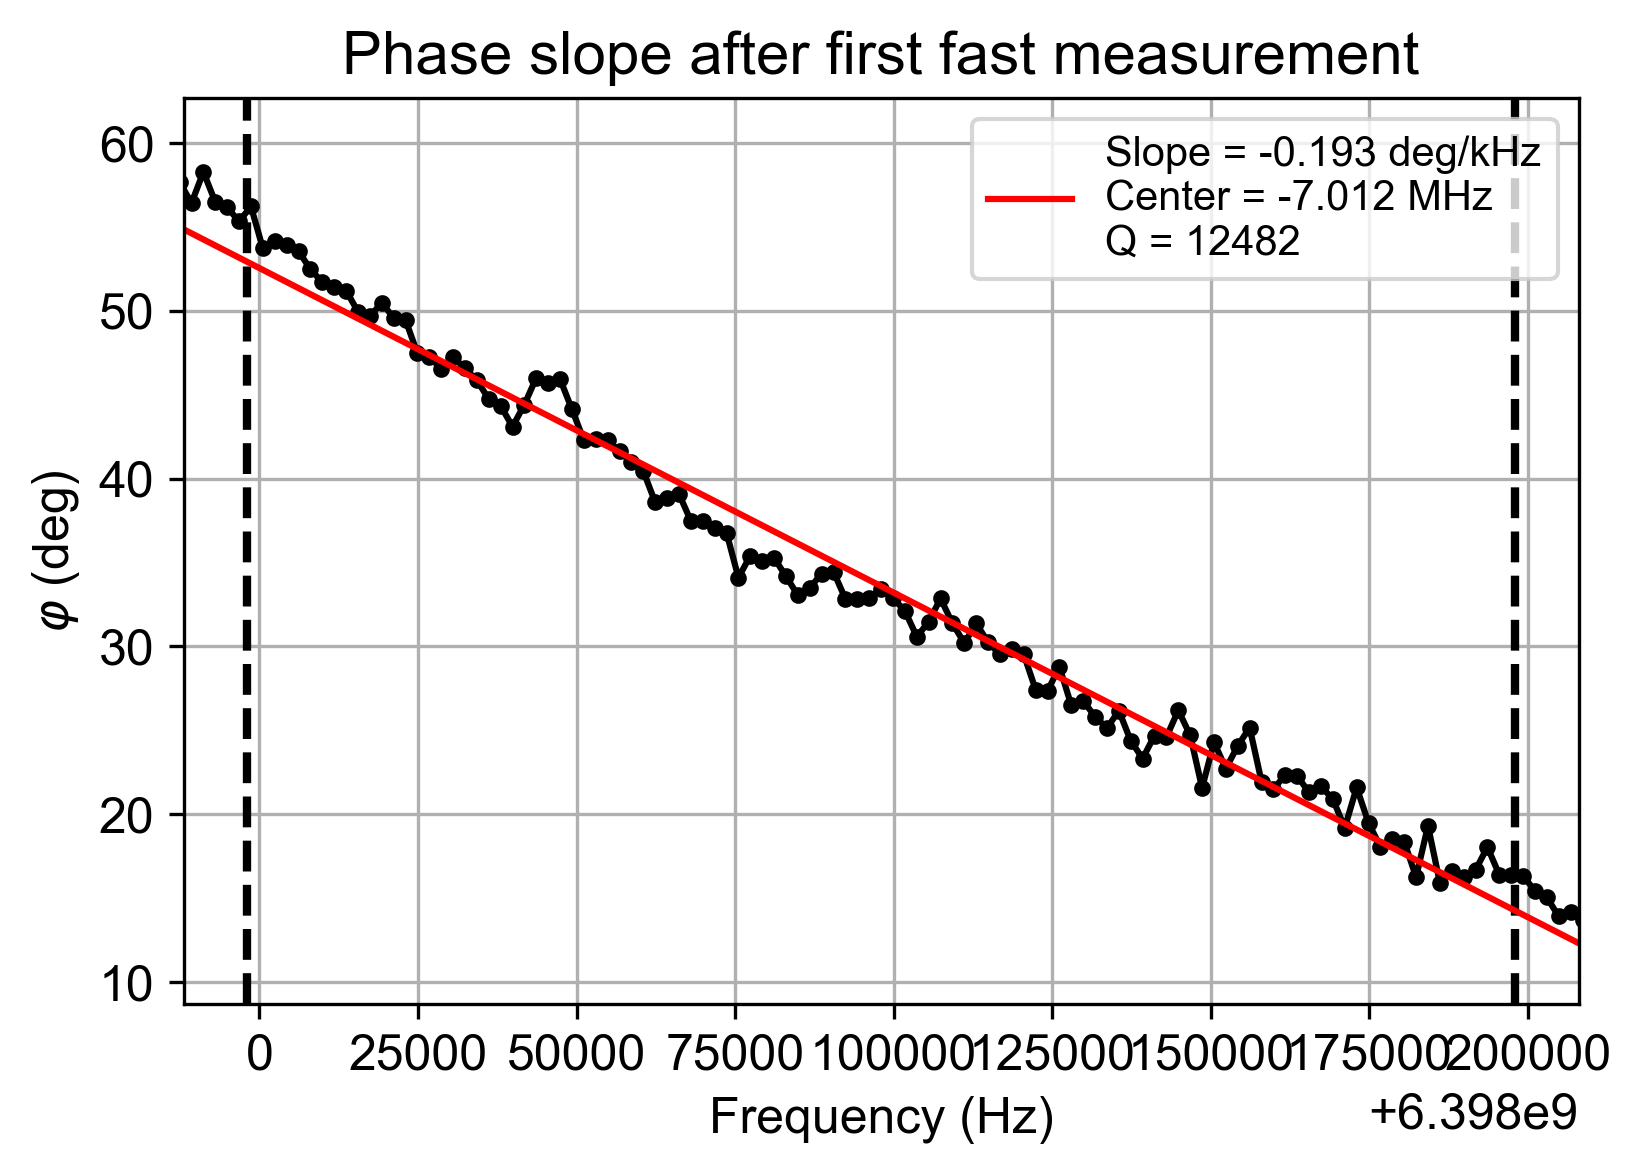 Phase slope after first fast measurement
Slope = -0.193 deg/kHz
Center = -7.012 MHz
Q = 12482
60
50
40
30
20
10
φ (deg)
0 25000 50000 75000 100000 125000 150000 175000 200000
Frequency (Hz)
+6.398e9